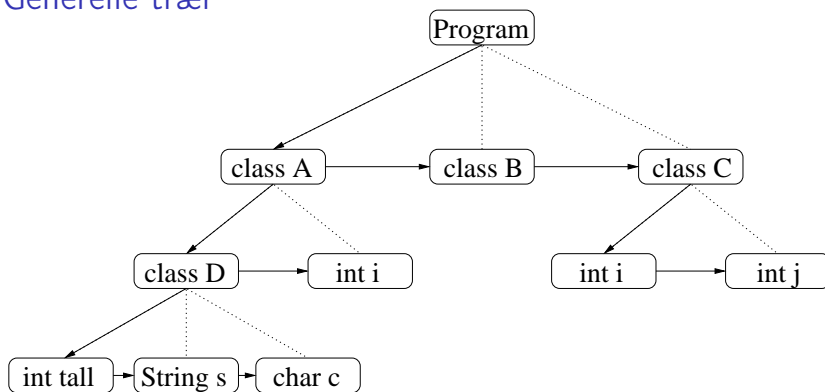 Generelle trær
Program
class A
class B
class C
class D
int i
int i
int j
int tall
String s
char c